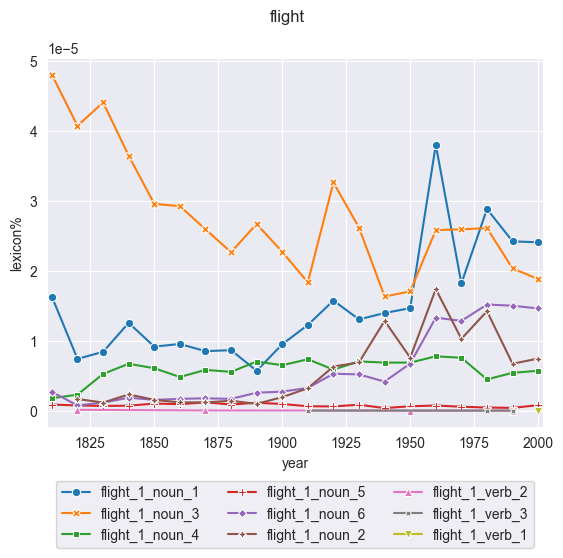 flight
1e−5
5
4
3
2
1
0
lexicon%
1825 1850 1875 1900 1925 1950 1975 2000
year
flight_1_noun_1 flight_1_noun_5 flight_1_verb_2
flight_1_noun_3 flight_1_noun_6 flight_1_verb_3
flight_1_noun_4 flight_1_noun_2 flight_1_verb_1